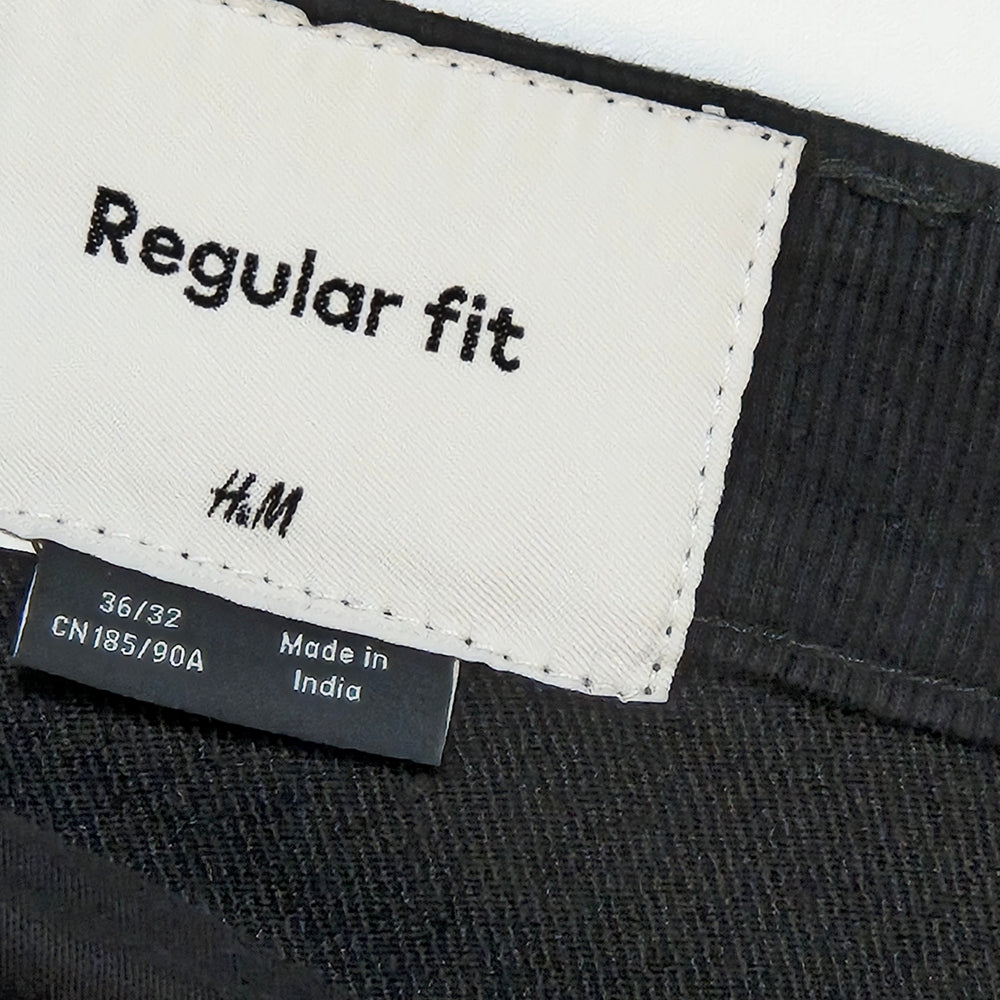 Regular fit
H&M
36/32
CN185/90A
Made in
India